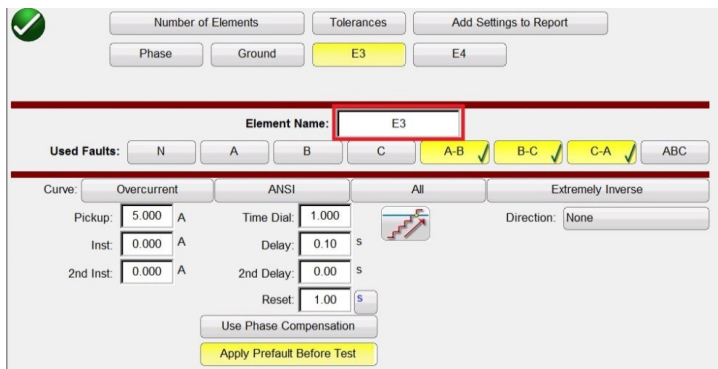 Number of Elements Tolerances Add Settings to Report
Phase Ground E3 E4
Element Name: E3
Used Faults: N A B C A-B B-C C-A ABC
Curve: Overcurrent ANSI All Extremely Inverse
Pickup: 5.000 A Time Dial: 1.000 Direction: None
Inst: 0.000 A Delay: 0.10 s
2nd Inst: 0.000 A 2nd Delay: 0.00 s
Reset: 1.00 s
Use Phase Compensation
Apply Prefault Before Test